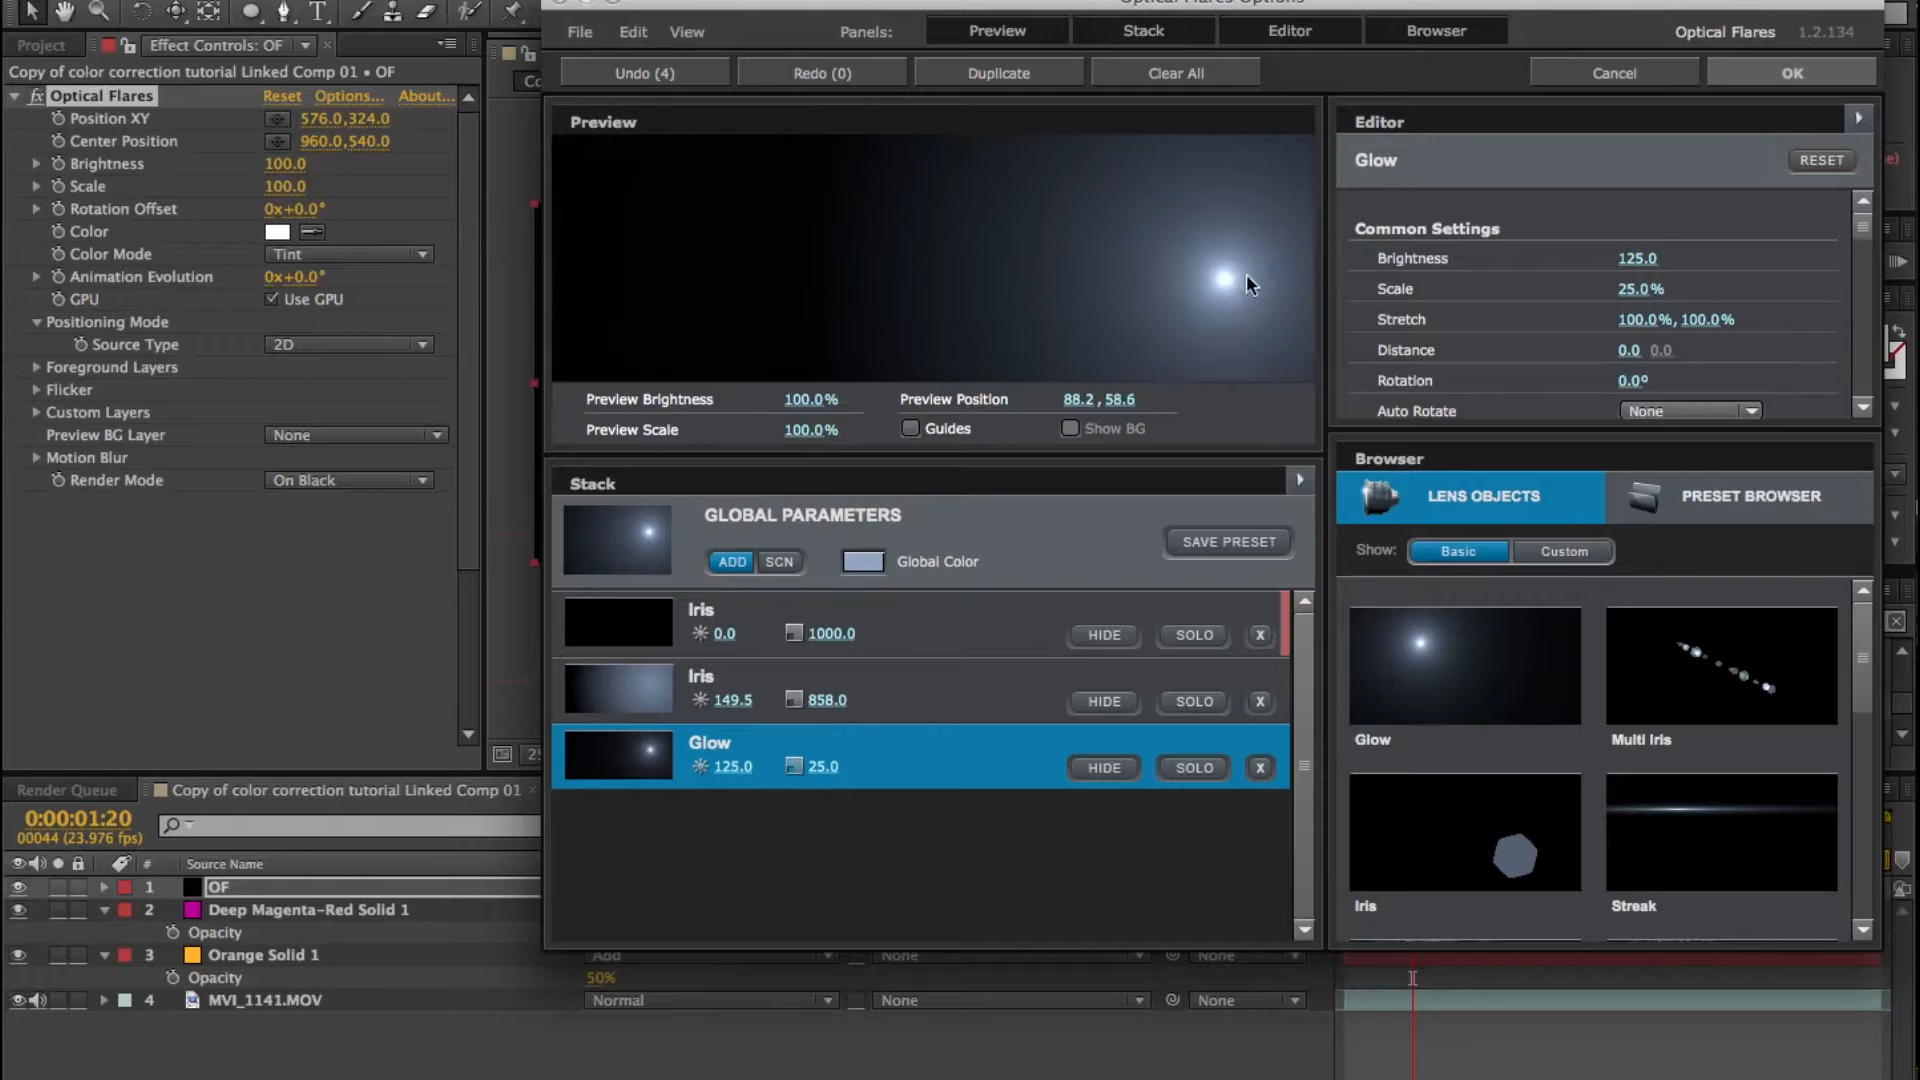 Optical Flares Options
File Edit View Panels: Preview Stack Editor Browser Optical Flares 1.2.134
Undo (4) Redo (0) Duplicate Clear All Cancel OK
Project Effect Controls: OF ×
Copy of color correction tutorial Linked Comp 01 • OF
fx Optical Flares Reset Options... About...
Position XY 576.0,324.0
Center Position 960.0,540.0
Brightness 100.0
Scale 100.0
Rotation Offset 0x+0.0°
Color
Color Mode Tint
Animation Evolution 0x+0.0°
GPU Use GPU
Positioning Mode
Source Type 2D
Foreground Layers
Flicker
Custom Layers
Preview BG Layer None
Motion Blur
Render Mode On Black
Preview
Preview Brightness 100.0% Preview Position 88.2 , 58.6
Preview Scale 100.0% Guides Show BG
Stack
GLOBAL PARAMETERS
ADD SCN Global Color SAVE PRESET
Iris
0.0 1000.0 HIDE SOLO X
Iris
149.5 858.0 HIDE SOLO X
Glow
125.0 25.0 HIDE SOLO X
Editor
Glow RESET
Common Settings
Brightness 125.0
Scale 25.0%
Stretch 100.0%, 100.0%
Distance 0.0 0.0
Rotation 0.0º
Auto Rotate None
Browser
LENS OBJECTS PRESET BROWSER
Show: Basic Custom
Glow Multi Iris
Iris Streak
Render Queue Copy of color correction tutorial Linked Comp 01 ×
0:00:01:20
00044 (23.976 fps)
# Source Name
1 OF
2 Deep Magenta-Red Solid 1
Opacity
3 Orange Solid 1 Add None None
Opacity 50%
4 MVI_1141.MOV Normal None None